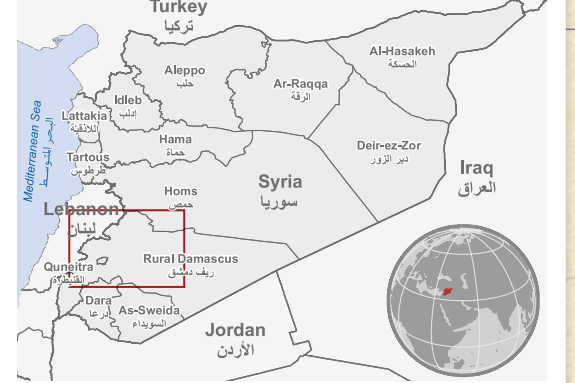 Turkey
تركيا
Al-Hasakeh
الحسكة
Aleppo
حلب
Ar-Raqqa
الرقة
Idleb
إدلب
Lattakia
اللاذقية
Mediterranean Sea
البحر المتوسط
Hama
حماة
Deir-ez-Zor
دير الزور
Tartous
طرطوس
Iraq
العراق
Syria
سوريا
Homs
حمص
Lebanon
لبنان
Rural Damascus
ريف دمشق
Quneitra
القنيطرة
Dara
درعا
As-Sweida
السويداء
Jordan
الأردن